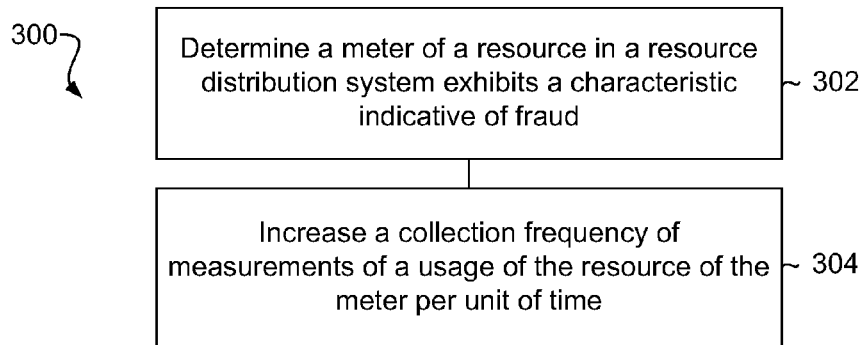 300
Determine a meter of a resource in a resource
distribution system exhibits a characteristic
indicative of fraud
302
Increase a collection frequency of
measurements of a usage of the resource of the
meter per unit of time
304